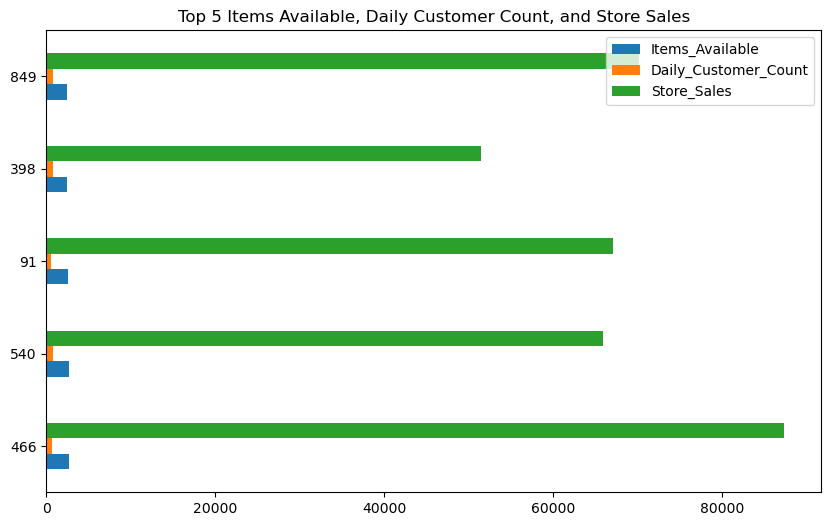 Top 5 Items Available, Daily Customer Count, and Store Sales
Items_Available
Daily_Customer_Count
Store_Sales
849
398
91
540
466
0 20000 40000 60000 80000